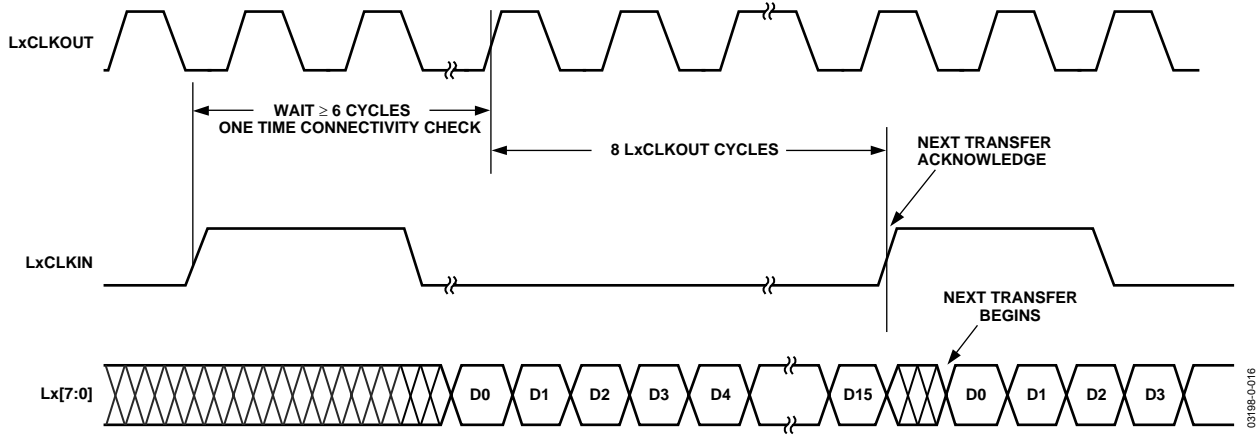 LxCLKOUT
WAIT ≥ 6 CYCLES
ONE TIME CONNECTIVITY CHECK
8 LxCLKOUT CYCLES
NEXT TRANSFER
ACKNOWLEDGE
LxCLKIN
NEXT TRANSFER
BEGINS
Lx[7:0]
D0 D1 D2 D3 D4 D15 D0 D1 D2 D3
03198-0-016